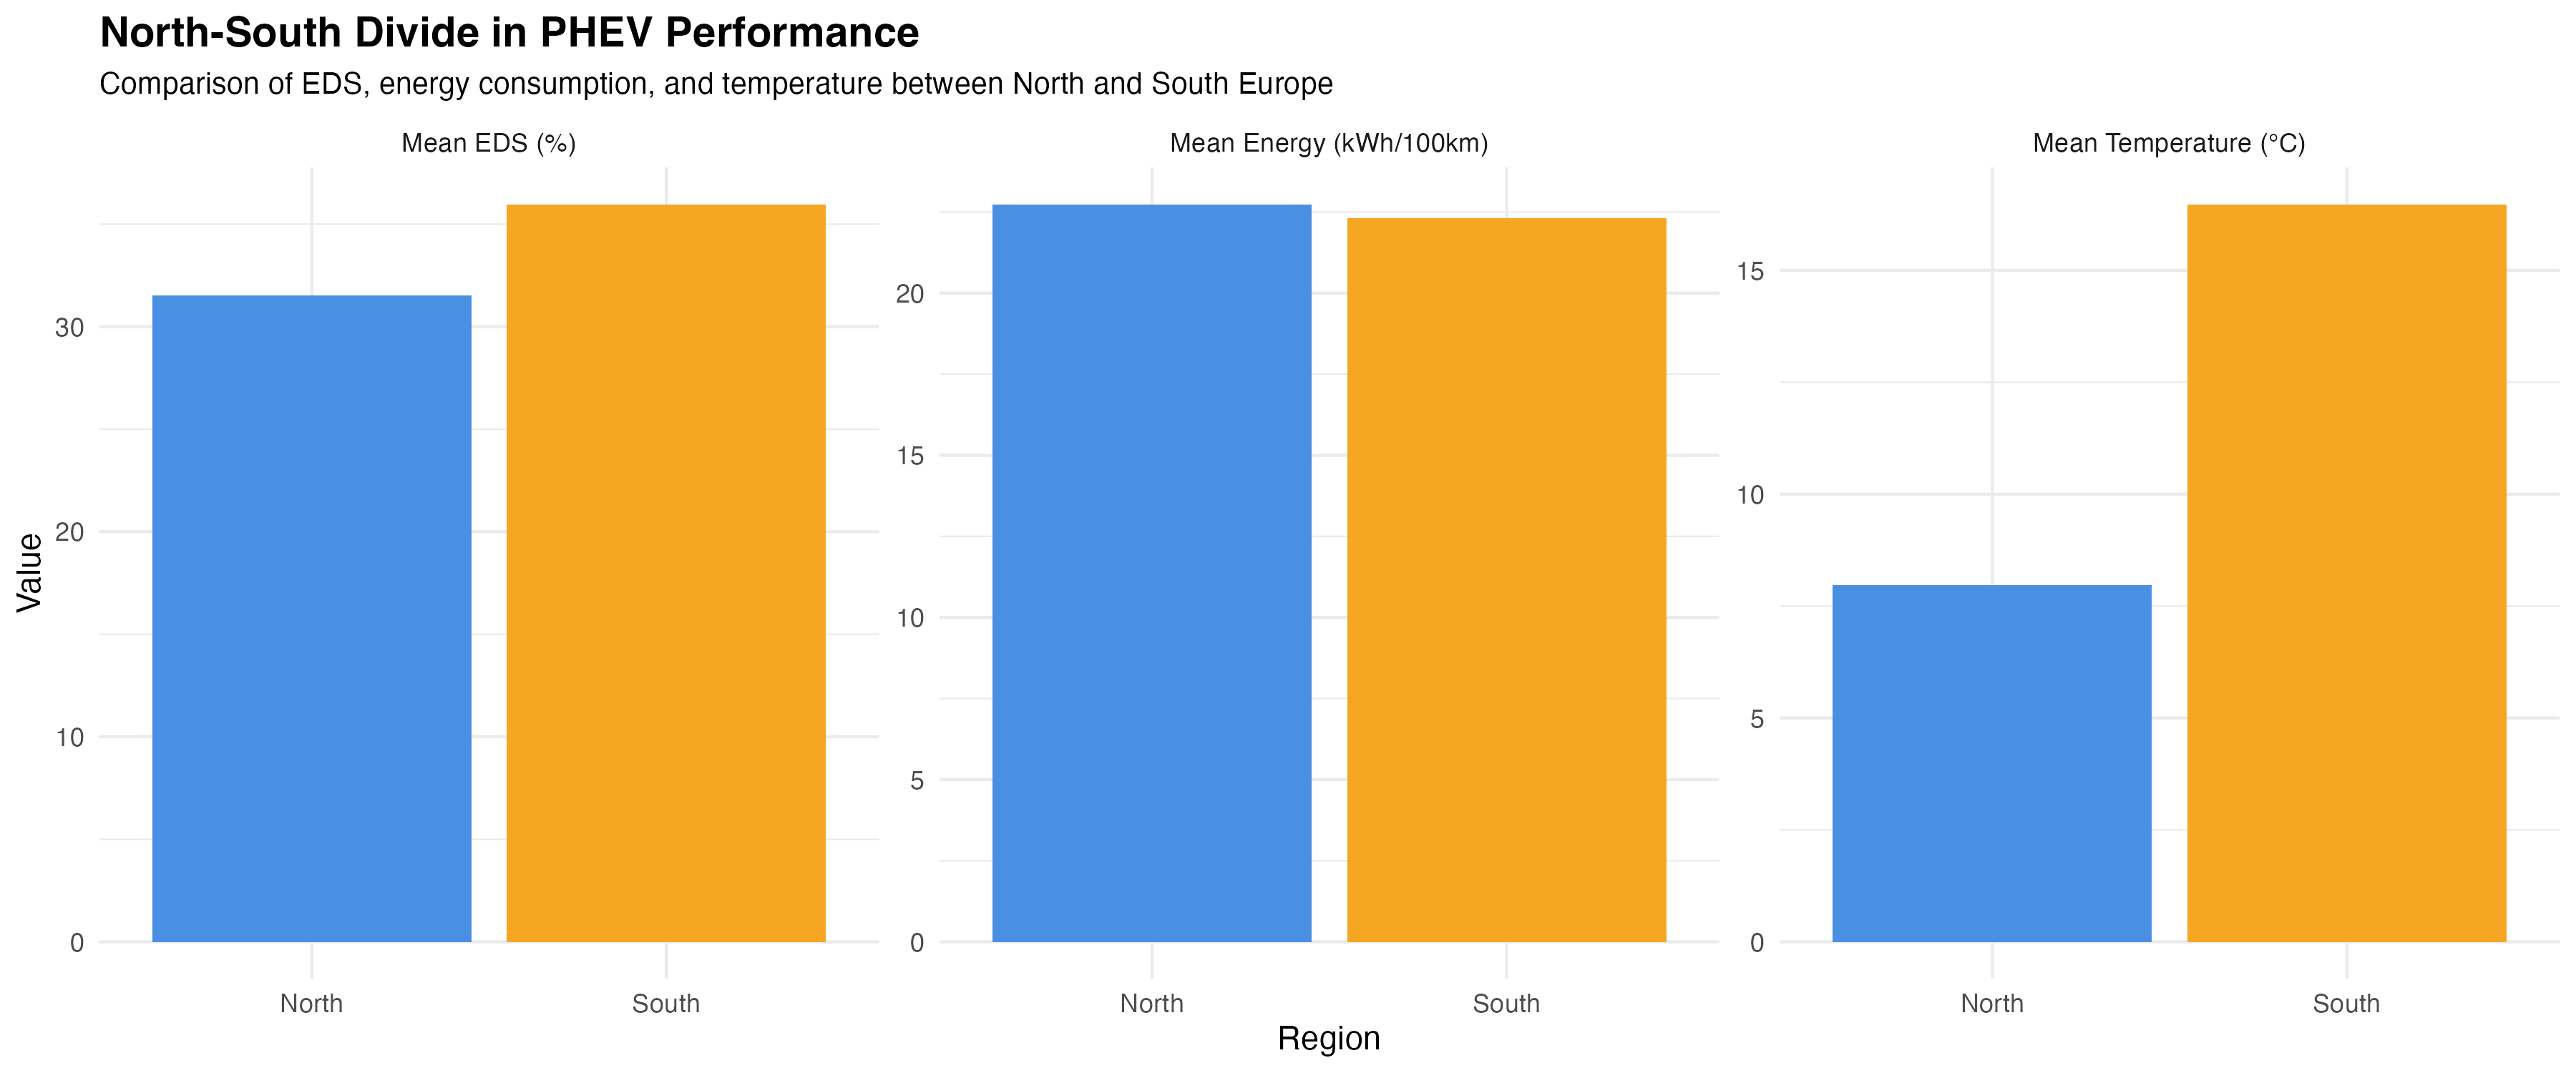 North-South Divide in PHEV Performance
Comparison of EDS, energy consumption, and temperature between North and South Europe
Mean EDS (%)
Mean Energy (kWh/100km)
Mean Temperature (°C)
Value
30
20
10
0
20
15
10
5
0
15
10
5
0
North
South
North
South
North
South
Region